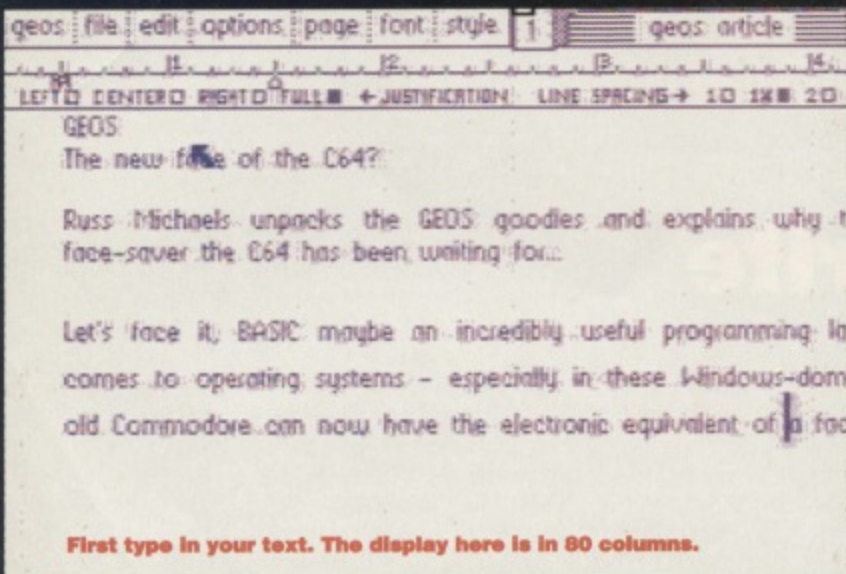 geos file edit options page font style 1 geos article
1 2 3 4
LEFT CENTER RIGHT FULL ←JUSTIFICATION LINE SPACING→ 1 1½ 2
GEOS
The new face of the C64?
Russ Michaels unpacks the GEOS goodies and explains why
face-saver the C64 has been waiting for...
Let's face it, BASIC maybe an incredibly useful programming
comes to operating systems - especially in these Windows-dom
old Commodore can now have the electronic equivalent of a
First type in your text. The display here is in 80 columns.